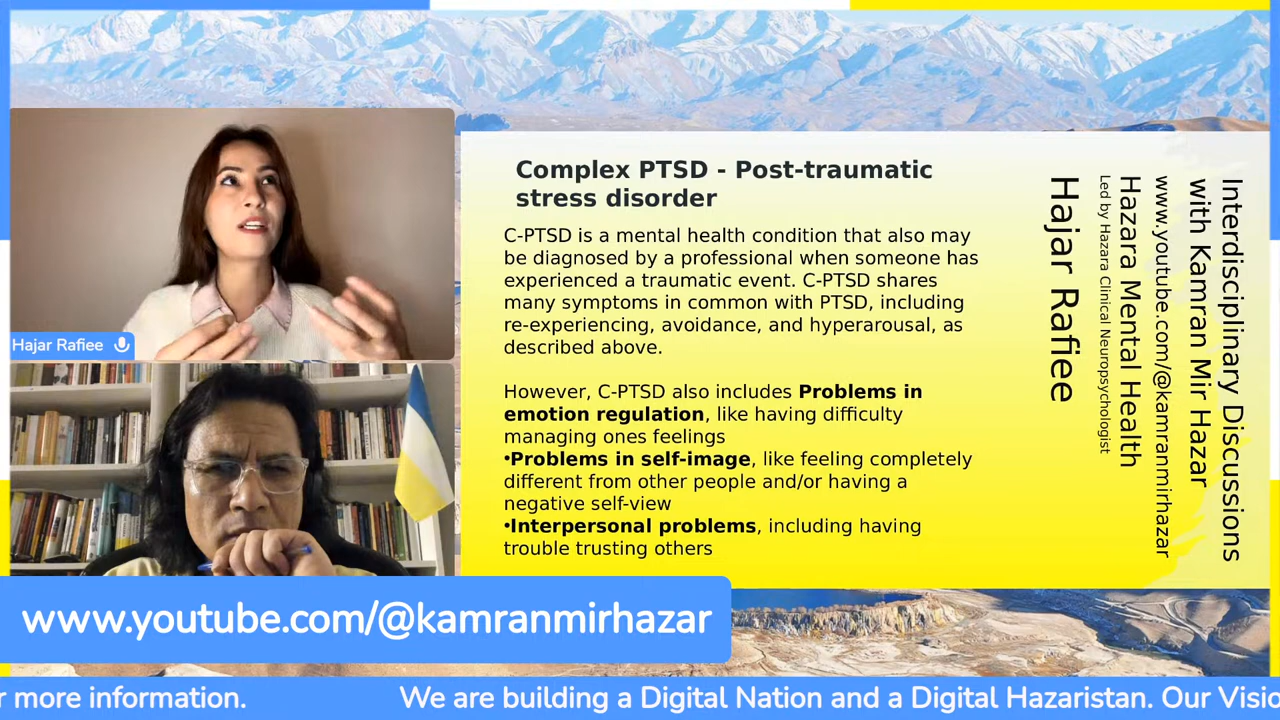 Complex PTSD - Post-traumatic
stress disorder
C-PTSD is a mental health condition that also may
be diagnosed by a professional when someone has
experienced a traumatic event. C-PTSD shares
many symptoms in common with PTSD, including
re-experiencing, avoidance, and hyperarousal, as
described above.
However, C-PTSD also includes Problems in
emotion regulation, like having difficulty
managing ones feelings
•Problems in self-image, like feeling completely
different from other people and/or having a
negative self-view
•Interpersonal problems, including having
trouble trusting others
Interdisciplinary Discussions
with Kamran Mir Hazar
www.youtube.com/@kamranmirhazar
Hazara Mental Health
Led by Hazara Clinical Neuropsychologist
Hajar Rafiee
Hajar Rafiee
www.youtube.com/@kamranmirhazar
r more information. We are building a Digital Nation and a Digital Hazaristan. Our Visio